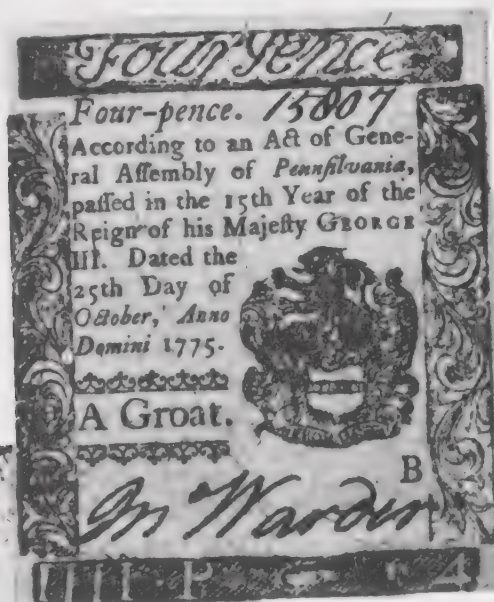 Four Pence
Four-pence. 15807
According to an Act of Gene-
ral Aſſembly of Pennſilvania,
paſſed in the 15th Year of the
Reign of his Majeſty GEORGE
III. Dated the
25th Day of
October, Anno
Domini 1775.
A Groat.
B
Jn Warder